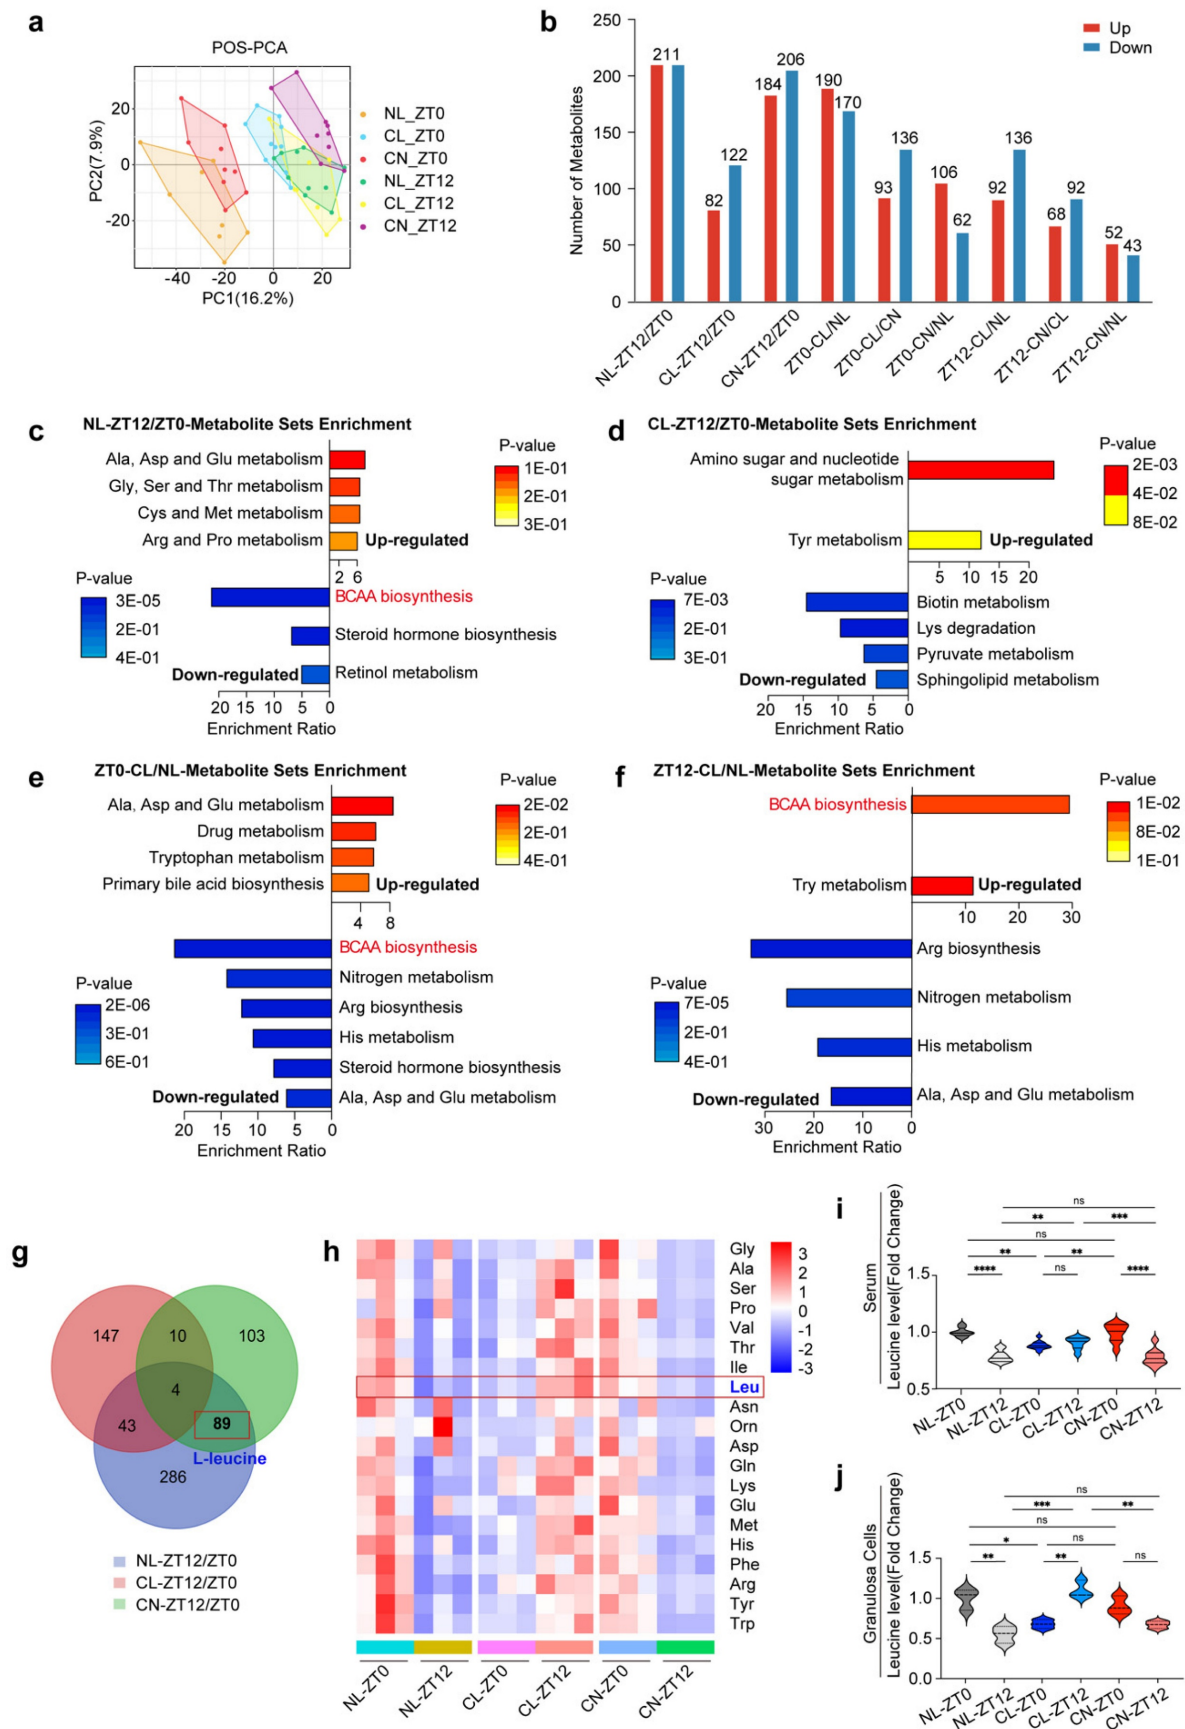 a
POS-PCA
PC2(7.9%)
20
0
-20
-40
-20
0
20
PC1(16.2%)
NL_ZT0
CL_ZT0
CN_ZT0
NL_ZT12
CL_ZT12
CN_ZT12
b
Up
Down
Number of Metabolites
250
200
150
100
50
0
211
82
122
184
206
190
170
93
136
106
62
92
136
68
92
52
43
NL-ZT12/ZT0
CL-ZT12/ZT0
CN-ZT12/ZT0
ZT0-CL/NL
ZT0-CL/CN
ZT0-CN/NL
ZT12-CL/NL
ZT12-CN/CL
ZT12-CN/NL
c
NL-ZT12/ZT0-Metabolite Sets Enrichment
Ala, Asp and Glu metabolism
Gly, Ser and Thr metabolism
Cys and Met metabolism
Arg and Pro metabolism
Up-regulated
2 6
P-value
1E-01
2E-01
3E-01
P-value
3E-05
2E-01
4E-01
BCAA biosynthesis
Steroid hormone biosynthesis
Down-regulated
Retinol metabolism
20 15 10 5 0
Enrichment Ratio
d
CL-ZT12/ZT0-Metabolite Sets Enrichment
Amino sugar and nucleotide
sugar metabolism
Tyr metabolism
Up-regulated
5 10 15 20
P-value
2E-03
4E-02
8E-02
P-value
7E-03
2E-01
3E-01
Biotin metabolism
Lys degradation
Pyruvate metabolism
Down-regulated
Sphingolipid metabolism
20 15 10 5 0
Enrichment Ratio
e
ZT0-CL/NL-Metabolite Sets Enrichment
Ala, Asp and Glu metabolism
Drug metabolism
Tryptophan metabolism
Primary bile acid biosynthesis
Up-regulated
4 8
P-value
2E-02
2E-01
4E-01
P-value
2E-06
3E-01
6E-01
BCAA biosynthesis
Nitrogen metabolism
Arg biosynthesis
His metabolism
Steroid hormone biosynthesis
Down-regulated
Ala, Asp and Glu metabolism
20 15 10 5 0
Enrichment Ratio
f
ZT12-CL/NL-Metabolite Sets Enrichment
BCAA biosynthesis
Try metabolism
Up-regulated
10 20 30
P-value
1E-02
8E-02
1E-01
P-value
7E-05
2E-01
4E-01
Arg biosynthesis
Nitrogen metabolism
His metabolism
Down-regulated
Ala, Asp and Glu metabolism
30 20 10 0
Enrichment Ratio
g
147
10
103
4
43
89
L-leucine
286
NL-ZT12/ZT0
CL-ZT12/ZT0
CN-ZT12/ZT0
h
Gly
Ala
Ser
Pro
Val
Thr
Ile
Leu
Asn
Orn
Asp
Gln
Lys
Glu
Met
His
Phe
Arg
Tyr
Trp
3
2
1
0
-1
-2
-3
NL-ZT0
NL-ZT12
CL-ZT0
CL-ZT12
CN-ZT0
CN-ZT12
i
Serum
Leucine level(Fold Change)
1.5
1.0
0.5
ns
** ***
ns
** **
**** ns ****
NL-ZT0
NL-ZT12
CL-ZT0
CL-ZT12
CN-ZT0
CN-ZT12
j
Granulosa Cells
Leucine level(Fold Change)
1.5
1.0
0.5
0.0
ns
*** **
ns
* ns
** ** ns
NL-ZT0
NL-ZT12
CL-ZT0
CL-ZT12
CN-ZT0
CN-ZT12